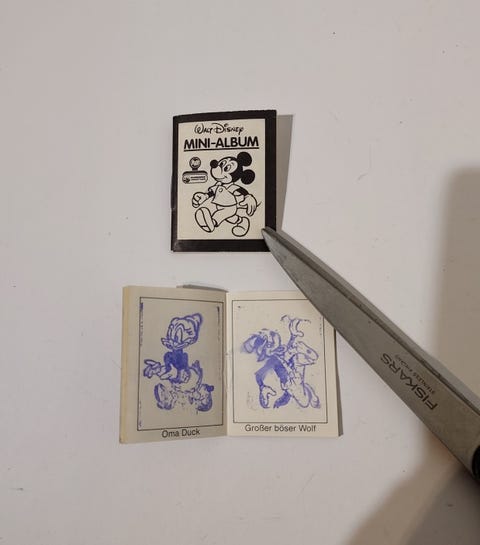 WALT DISNEY
MINI-ALBUM
Oma Duck
Großer böser Wolf
FISKARS